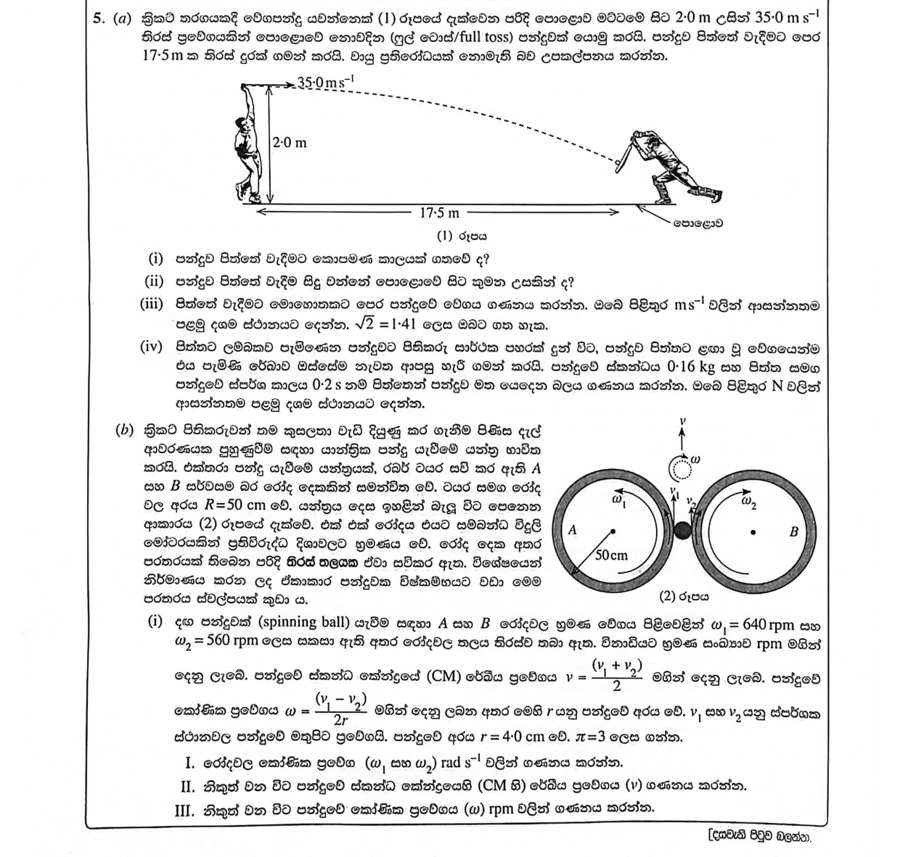 5. (a) ක්‍රිකට් තරගයකදී වේගපන්දු යවන්නෙක් (1) රූපයේ දැක්වෙන පරිදි පොළොව මට්ටමේ සිට 2·0 m උසින් 35·0 m s⁻¹
තිරස් ප්‍රවේගයකින් පොළොවේ නොවදින (ෆුල් ටොස්/full toss) පන්දුවක් යොමු කරයි. පන්දුව පිත්තේ වැදීමට පෙර
17·5 m ක තිරස් දුරක් ගමන් කරයි. වායු ප්‍රතිරෝධයක් නොමැති බව උපකල්පනය කරන්න.
35·0 m s⁻¹
2·0 m
17·5 m
පොළොව
(1) රූපය
(i) පන්දුව පිත්තේ වැදීමට කොපමණ කාලයක් ගතවේ ද?
(ii) පන්දුව පිත්තේ වැදීම සිදු වන්නේ පොළොවේ සිට කුමන උසකින් ද?
(iii) පිත්තේ වැදීමට මොහොතකට පෙර පන්දුවේ වේගය ගණනය කරන්න. ඔබේ පිළිතුර m s⁻¹ වලින් ආසන්නතම
පළමු දශම ස්ථානයට දෙන්න. √2 = 1·41 ලෙස ඔබට ගත හැක.
(iv) පිත්තට ලම්බකව පැමිණෙන පන්දුවට පිතිකරු සාර්ථක පහරක් දුන් විට, පන්දුව පිත්තට ළඟා වූ වේගයෙන්ම
එය පැමිණි රේඛාව ඔස්සේම නැවත ආපසු හැරී ගමන් කරයි. පන්දුවේ ස්කන්ධය 0·16 kg සහ පිත්ත සමග
පන්දුවේ ස්පර්ශ කාලය 0·2 s නම් පිත්තෙන් පන්දුව මත යෙදෙන බලය ගණනය කරන්න. ඔබේ පිළිතුර N වලින්
ආසන්නතම පළමු දශම ස්ථානයට දෙන්න.
(b) ක්‍රිකට් පිතිකරුවන් තම කුසලතා වැඩි දියුණු කර ගැනීම පිණිස දැල්
ආවරණයක පුහුණුවීම් සඳහා යාන්ත්‍රික පන්දු යැවීමේ යන්ත්‍ර භාවිත
කරයි. එක්තරා පන්දු යැවීමේ යන්ත්‍රයක්, රබර් ටයර සවි කර ඇති A
සහ B සර්වසම බර රෝද දෙකකින් සමන්විත වේ. ටයර සමග රෝද
වල අරය R = 50 cm වේ. යන්ත්‍රය දෙස ඉහළින් බැලූ විට පෙනෙන
ආකාරය (2) රූපයේ දැක්වේ. එක් එක් රෝදය එයට සම්බන්ධ විදුලි
මෝටරයකින් ප්‍රතිවිරුද්ධ දිශාවලට භ්‍රමණය වේ. රෝද දෙක අතර
පරතරයක් තිබෙන පරිදි තිරස් තලයක ඒවා සවිකර ඇත. විශේෂයෙන්
නිර්මාණය කරන ලද ඒකාකාර පන්දුවක විෂ්කම්භයට වඩා මෙම
පරතරය ස්වල්පයක් කුඩා ය.
v
ω
ω₁ v₁ v₂ ω₂
A B
50cm
(2) රූපය
(i) දඟ පන්දුවක් (spinning ball) යැවීම සඳහා A සහ B රෝදවල භ්‍රමණ වේගය පිළිවෙළින් ω₁ = 640 rpm සහ
ω₂ = 560 rpm ලෙස සකසා ඇති අතර රෝදවල තලය තිරස්ව තබා ඇත. විනාඩියට භ්‍රමණ සංඛ්‍යාව rpm මගින්
දෙනු ලැබේ. පන්දුවේ ස්කන්ධ කේන්ද්‍රයේ (CM) රේඛීය ප්‍රවේගය v = (v₁ + v₂)/2 මගින් දෙනු ලැබේ. පන්දුවේ
කෝණික ප්‍රවේගය ω = (v₁ − v₂)/2r මගින් දෙනු ලබන අතර මෙහි r යනු පන්දුවේ අරය වේ. v₁ සහ v₂ යනු ස්පර්ශක
ස්ථානවල පන්දුවේ මතුපිට ප්‍රවේගයි. පන්දුවේ අරය r = 4·0 cm වේ. π = 3 ලෙස ගන්න.
I. රෝදවල කෝණික ප්‍රවේග (ω₁ සහ ω₂) rad s⁻¹ වලින් ගණනය කරන්න.
II. නිකුත් වන විට පන්දුවේ ස්කන්ධ කේන්ද්‍රයෙහි (CM හි) රේඛීය ප්‍රවේගය (v) ගණනය කරන්න.
III. නිකුත් වන විට පන්දුවේ කෝණික ප්‍රවේගය (ω) rpm වලින් ගණනය කරන්න.
[දහවැනි පිටුව බලන්න.